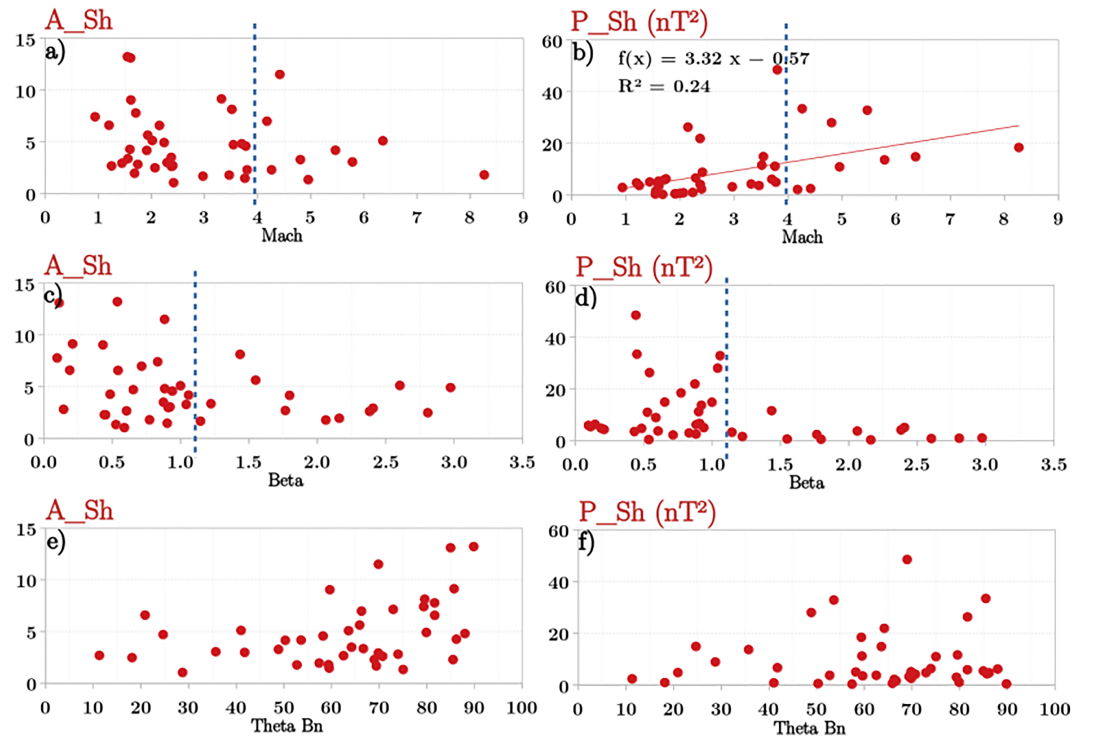 A_Sh
15
a)
10
5
0
0 1 2 3 4 5 6 7 8 9
Mach
P_Sh (nT²)
60
b)
f(x) = 3.32 x − 0.57
R² = 0.24
40
20
0
0 1 2 3 4 5 6 7 8 9
Mach
A_Sh
15
c)
10
5
0
0.0 0.5 1.0 1.5 2.0 2.5 3.0 3.5
Beta
P_Sh (nT²)
60
d)
40
20
0
0.0 0.5 1.0 1.5 2.0 2.5 3.0 3.5
Beta
A_Sh
15
e)
10
5
0
0 10 20 30 40 50 60 70 80 90 100
Theta Bn
P_Sh (nT²)
60
f)
40
20
0
0 10 20 30 40 50 60 70 80 90 100
Theta Bn